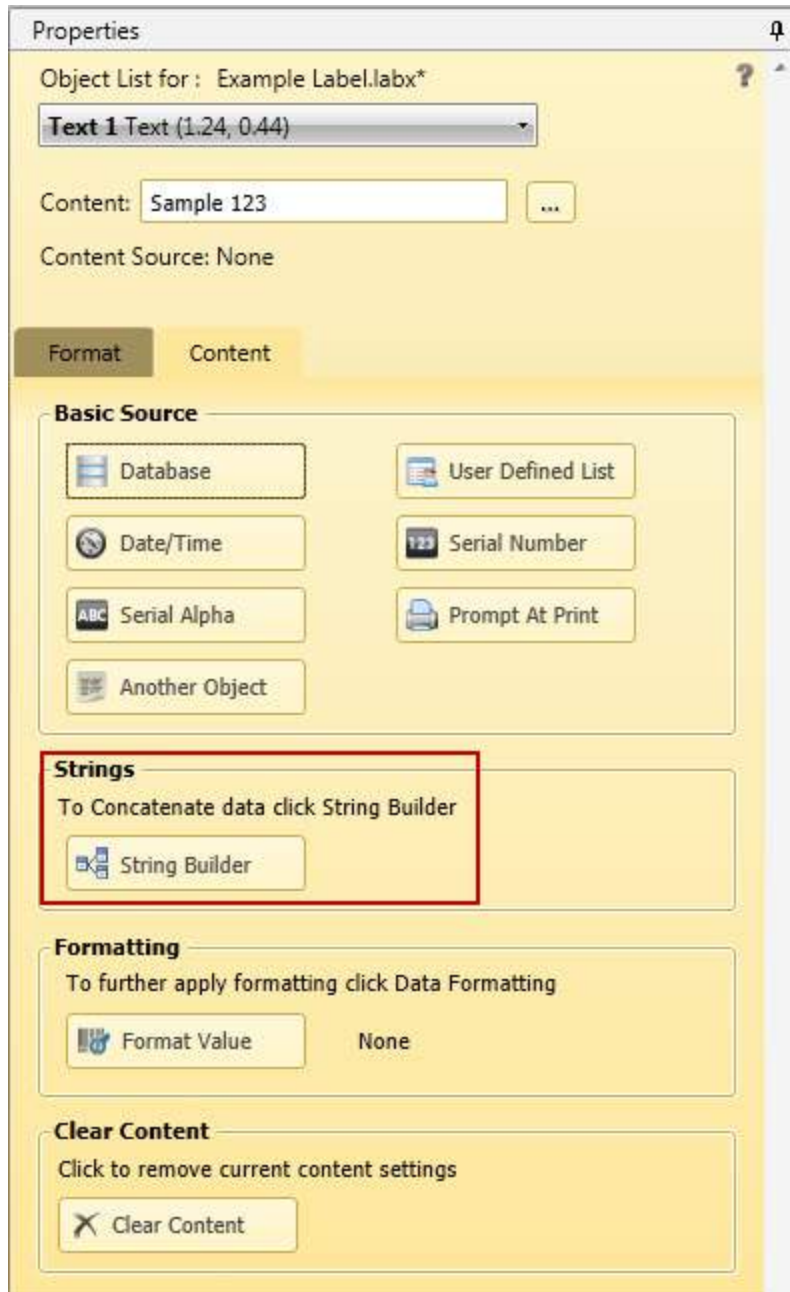 Properties
Object List for : Example Label.labx*
?
Text 1 Text (1.24, 0.44)
Content: Sample 123 ...
Content Source: None
Format Content
Basic Source
Database User Defined List
Date/Time 123 Serial Number
ABC Serial Alpha Prompt At Print
Another Object
Strings
To Concatenate data click String Builder
String Builder
Formatting
To further apply formatting click Data Formatting
Format Value None
Clear Content
Click to remove current content settings
Clear Content